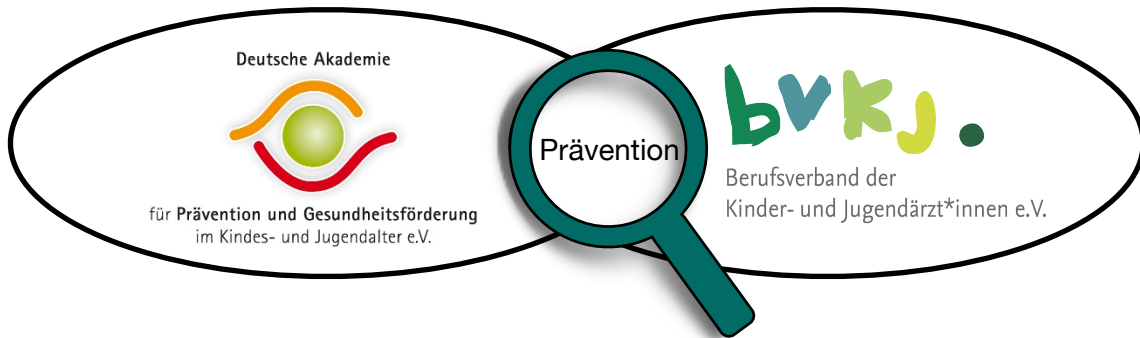 Deutsche Akademie
für Prävention und Gesundheitsförderung
im Kindes- und Jugendalter e.V.
Prävention
bvkj.
Berufsverband der
Kinder- und Jugendärzt*innen e.V.